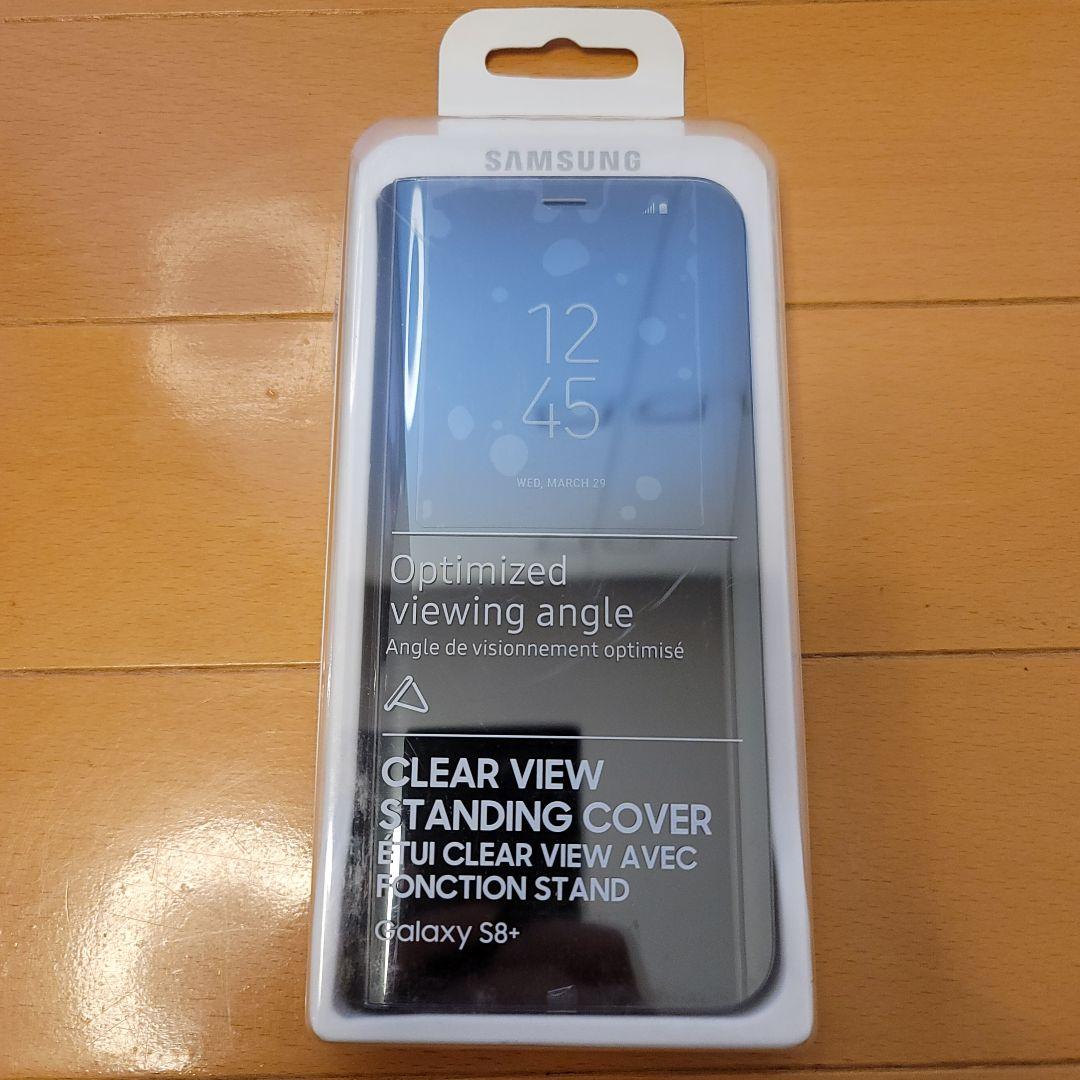 SAMSUNG
12
45
WED, MARCH 29
Optimized
viewing angle
Angle de visionnement optimisé
CLEAR VIEW
STANDING COVER
ÉTUI CLEAR VIEW AVEC
FONCTION STAND
Galaxy S8+